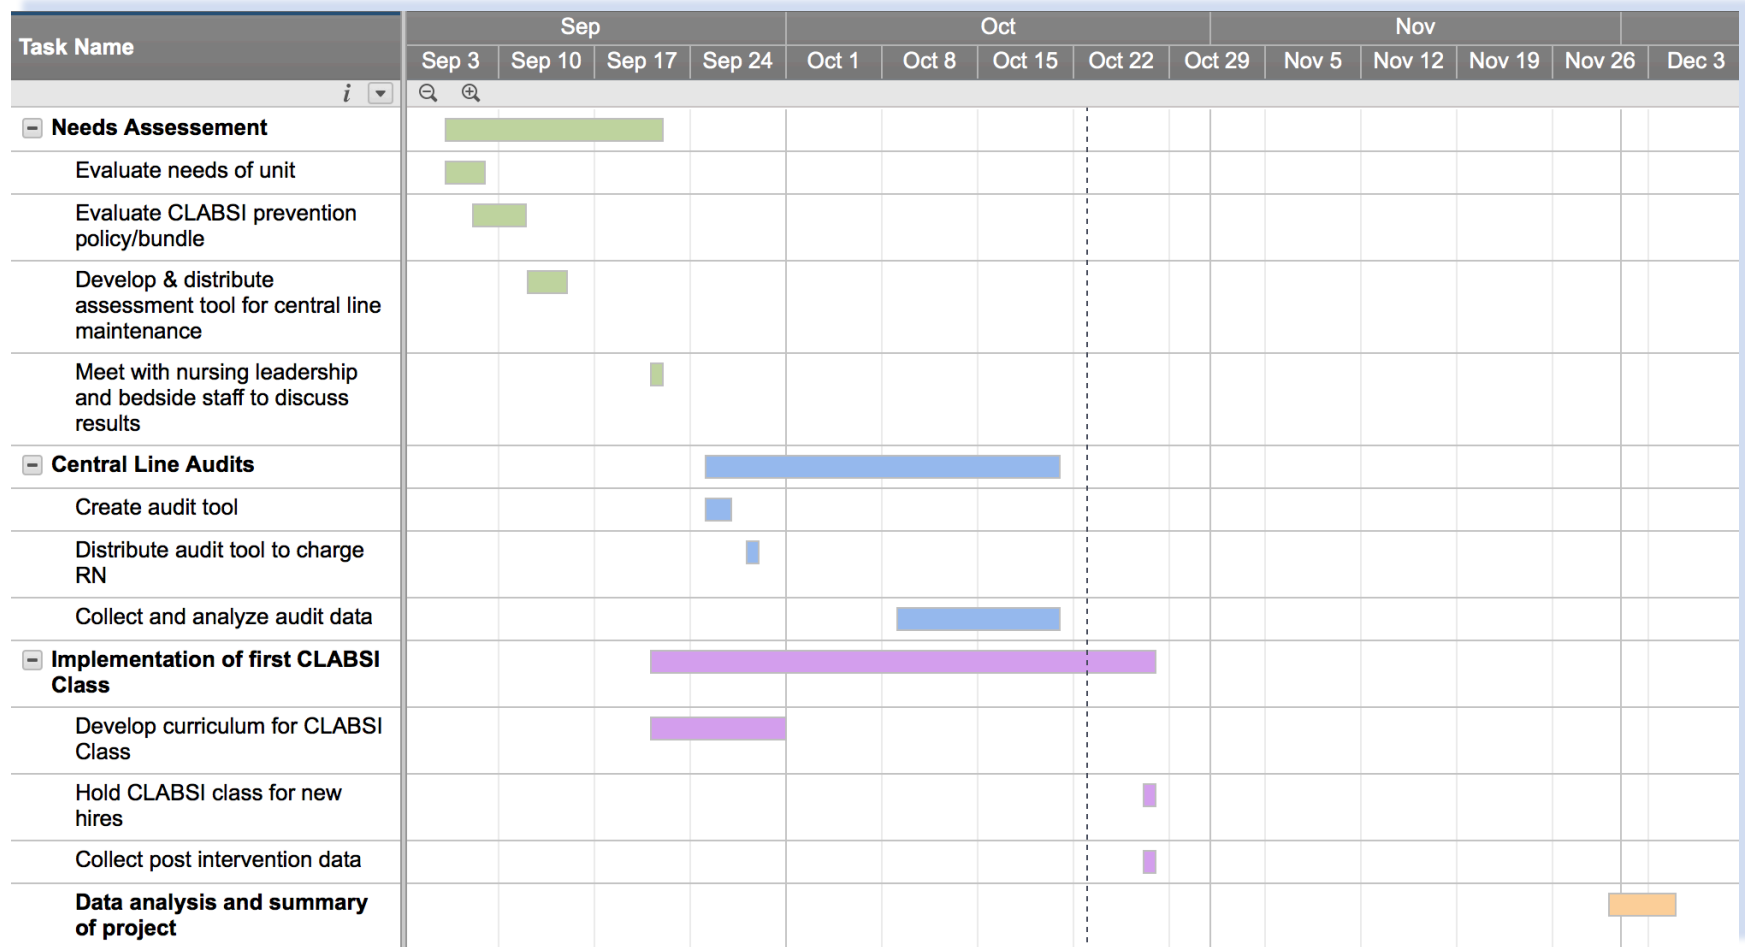 Task Name
Sep
Oct
Nov
Sep 3
Sep 10
Sep 17
Sep 24
Oct 1
Oct 8
Oct 15
Oct 22
Oct 29
Nov 5
Nov 12
Nov 19
Nov 26
Dec 3
i
Needs Assessement
Evaluate needs of unit
Evaluate CLABSI prevention
policy/bundle
Develop & distribute
assessment tool for central line
maintenance
Meet with nursing leadership
and bedside staff to discuss
results
Central Line Audits
Create audit tool
Distribute audit tool to charge
RN
Collect and analyze audit data
Implementation of first CLABSI
Class
Develop curriculum for CLABSI
Class
Hold CLABSI class for new
hires
Collect post intervention data
Data analysis and summary
of project